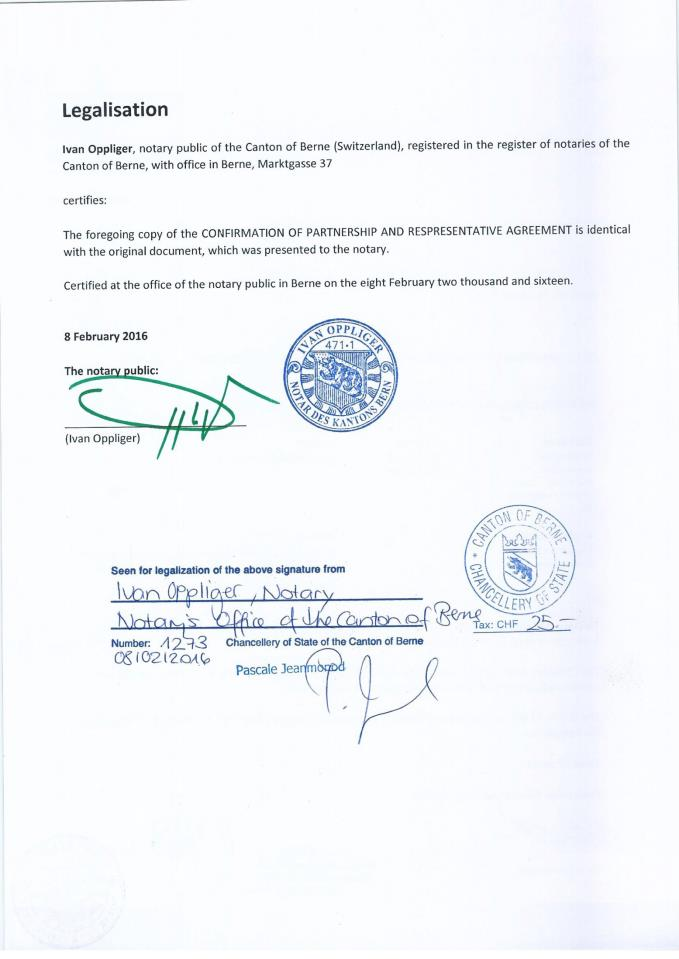 Legalisation
Ivan Oppliger, notary public of the Canton of Berne (Switzerland), registered in the register of notaries of the
Canton of Berne, with office in Berne, Marktgasse 37
certifies:
The foregoing copy of the CONFIRMATION OF PARTNERSHIP AND RESPRESENTATIVE AGREEMENT is identical
with the original document, which was presented to the notary.
Certified at the office of the notary public in Berne on the eight February two thousand and sixteen.
8 February 2016
The notary public:
(Ivan Oppliger)
IVAN OPPLIGER
471-1
NOTAR DES KANTONS BERN
CANTON OF BERNE
CHANCELLERY OF STATE
Seen for legalization of the above signature from
Ivan Oppliger, Notary
Notary's Office of the Canton of Berne
Tax: CHF 25.-
Number: 1273 Chancellery of State of the Canton of Berne
08/02/2016
Pascale Jeanmonod